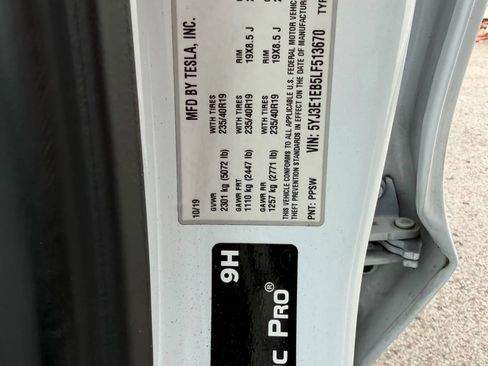 MFD BY TESLA, INC.
10/19
GVWR
2301 kg (5072 lb)
WITH TIRES
235/40R19
RIM
19X8.5 J
GAWR FRT
1110 kg (2447 lb)
WITH TIRES
235/40R19
RIM
19X8.5 J
GAWR RR
1257 kg (2771 lb)
WITH TIRES
235/40R19
RIM
19X8.5 J
THIS VEHICLE CONFORMS TO ALL APPLICABLE U.S. FEDERAL MOTOR VEHIC
THEFT PREVENTION STANDARDS IN EFFECT ON THE DATE OF MANUFACTUR
PNT: PPSW
VIN: 5YJ3E1EB5LF513670
TYP
9H
c Pro®